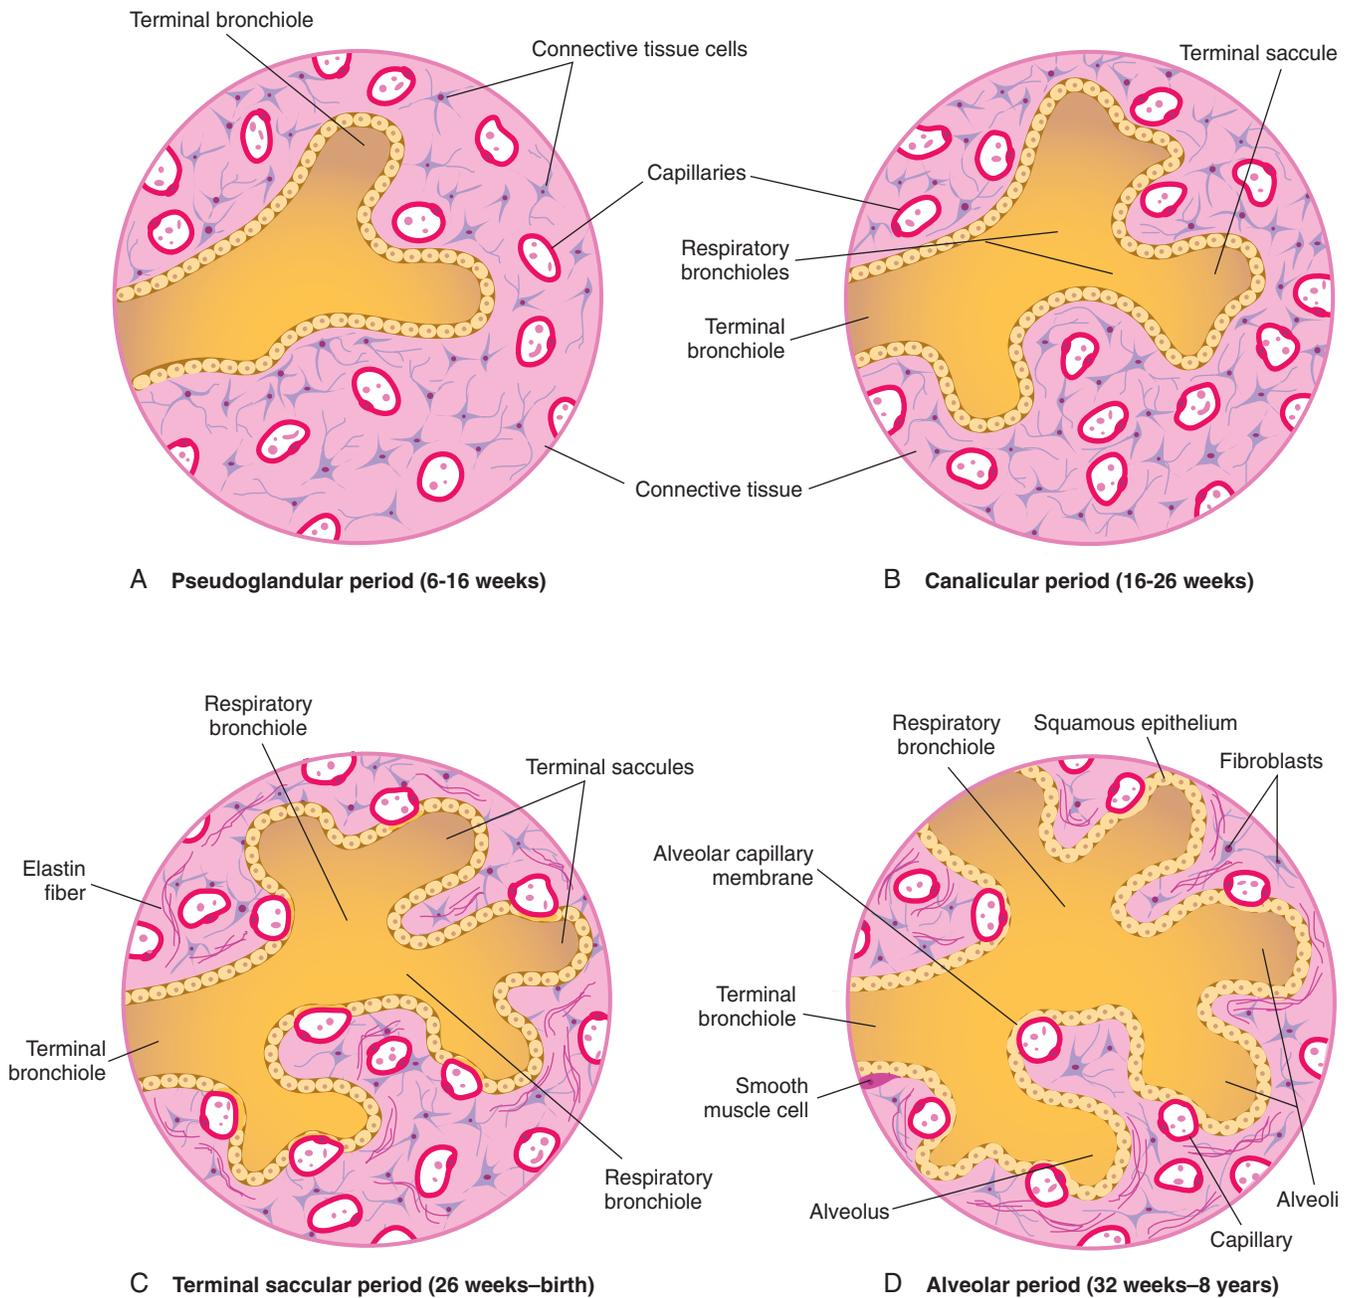 Terminal bronchiole
Connective tissue cells
Terminal saccule
Capillaries
Respiratory
bronchioles
Terminal
bronchiole
Connective tissue
A Pseudoglandular period (6-16 weeks)
B Canalicular period (16-26 weeks)
Respiratory
bronchiole
Terminal saccules
Elastin
fiber
Terminal
bronchiole
Respiratory
bronchiole
C Terminal saccular period (26 weeks–birth)
Respiratory
bronchiole
Squamous epithelium
Fibroblasts
Alveolar capillary
membrane
Terminal
bronchiole
Smooth
muscle cell
Alveolus
Alveoli
Capillary
D Alveolar period (32 weeks–8 years)